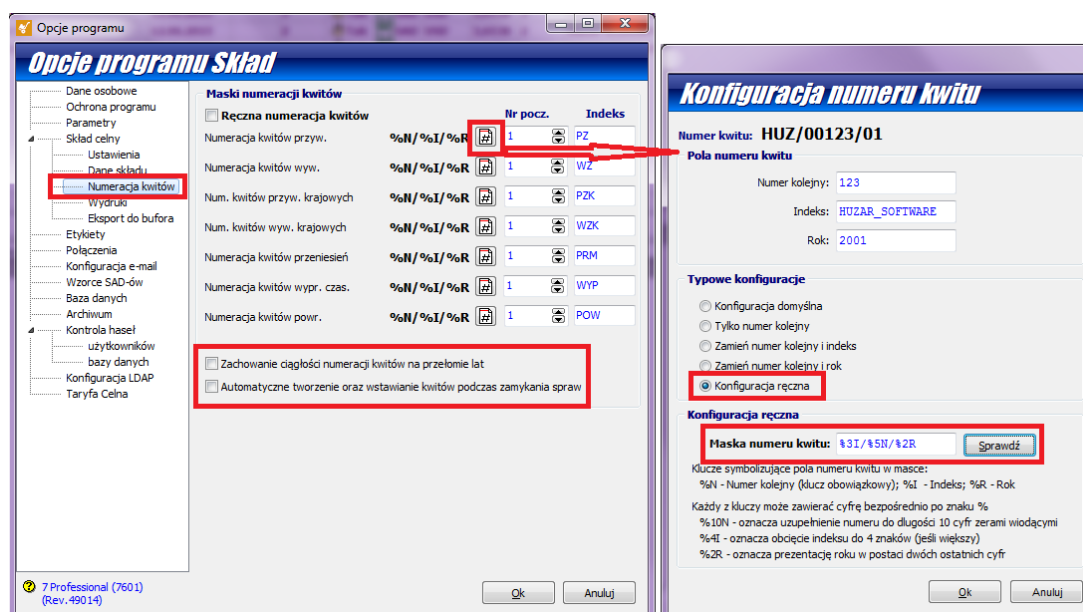 Opcje programu
Opcje programu Skład
Dane osobowe
Ochrona programu
Parametry
Skład celny
Ustawienia
Dane składu
Numeracja kwitów
Wydruki
Eksport do bufora
Etykiety
Połączenia
Konfiguracja e-mail
Wzorce SAD-ów
Baza danych
Archiwum
Kontrola haseł
użytkowników
bazy danych
Konfiguracja LDAP
Taryfa Celna
Maski numeracji kwitów
Ręczna numeracja kwitów Nr pocz. Indeks
Numeracja kwitów przyw. %N/%I/%R # 1 PZ
Numeracja kwitów wyw. %N/%I/%R # 1 WZ
Num. kwitów przyw. krajowych %N/%I/%R # 1 PZK
Num. kwitów wyw. krajowych %N/%I/%R # 1 WZK
Numeracja kwitów przeniesień %N/%I/%R # 1 PRM
Numeracja kwitów wypr. czas. %N/%I/%R # 1 WYP
Numeracja kwitów powr. %N/%I/%R # 1 POW
Zachowanie ciągłości numeracji kwitów na przełomie lat
Automatyczne tworzenie oraz wstawianie kwitów podczas zamykania spraw
7 Professional (7601)
(Rev.49014)
Ok Anuluj
Konfiguracja numeru kwitu
Numer kwitu: HUZ/00123/01
Pola numeru kwitu
Numer kolejny: 123
Indeks: HUZAR_SOFTWARE
Rok: 2001
Typowe konfiguracje
Konfiguracja domyślna
Tylko numer kolejny
Zamień numer kolejny i indeks
Zamień numer kolejny i rok
Konfiguracja ręczna
Konfiguracja ręczna
Maska numeru kwitu: %3I/%5N/%2R Sprawdź
Klucze symbolizujące pola numeru kwitu w masce:
%N - Numer kolejny (klucz obowiązkowy); %I - Indeks; %R - Rok
Każdy z kluczy może zawierać cyfrę bezpośrednio po znaku %
%10N - oznacza uzupełnienie numeru do długości 10 cyfr zerami wiodącymi
%4I - oznacza obcięcie indeksu do 4 znaków (jeśli większy)
%2R - oznacza prezentację roku w postaci dwóch ostatnich cyfr
Ok Anuluj